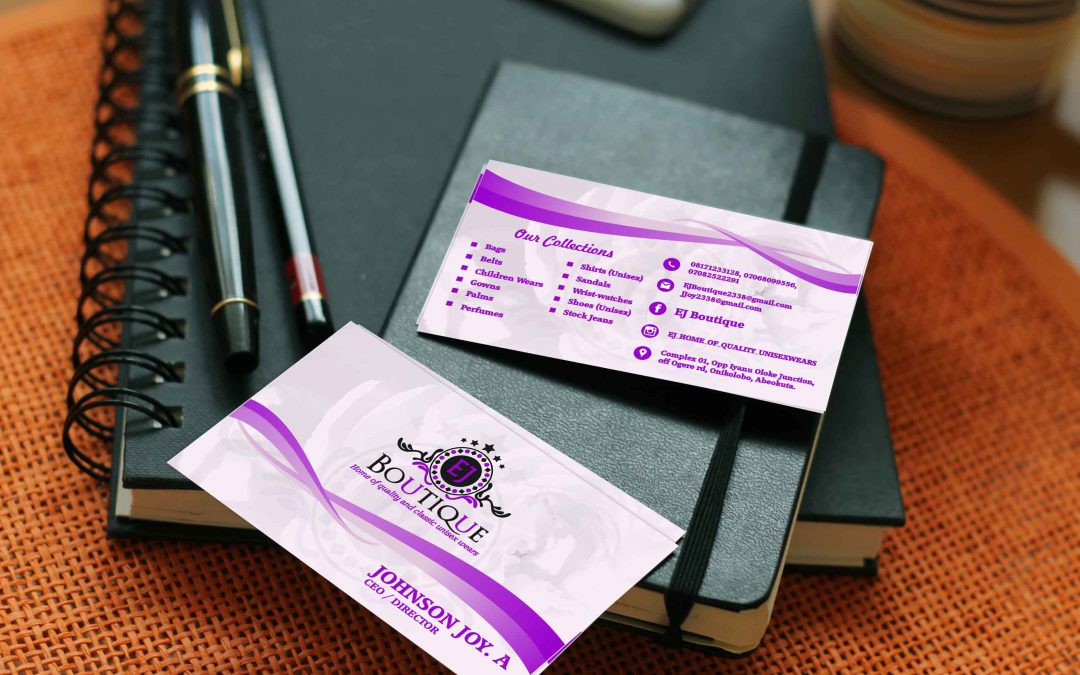 Our Collections
Bags
Belts
Children Wears
Gowns
Palms
Perfumes
Shirts (Unisex)
Sandals
Wrist-watches
Shoes (Unisex)
Stock Jeans
08171233128, 07068099556,
07082522291
EJBoutique2338@gmail.com
JJoy2338@gmail.com
EJ Boutique
EJ_HOME_OF_QUALITY_UNISEXWEARS
Complex 01, Opp Iyanu Oloke Junction,
off Ogere rd, Onikolobo, Abeokuta.
EJ
BOUTIQUE
Home of quality and classic unisex wears
JOHNSON JOY. A
CEO / DIRECTOR